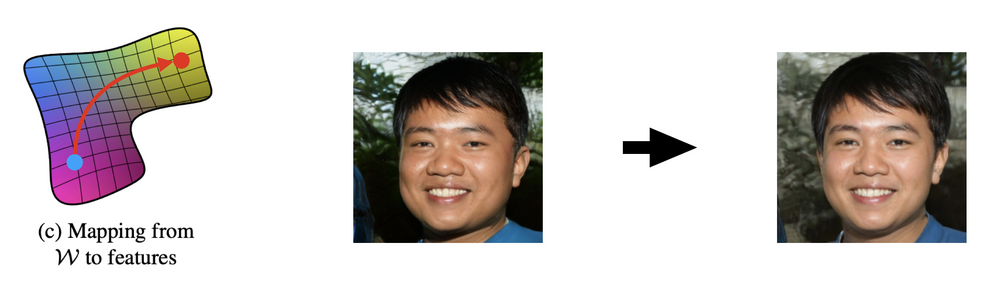 (c) Mapping from
𝒲 to features